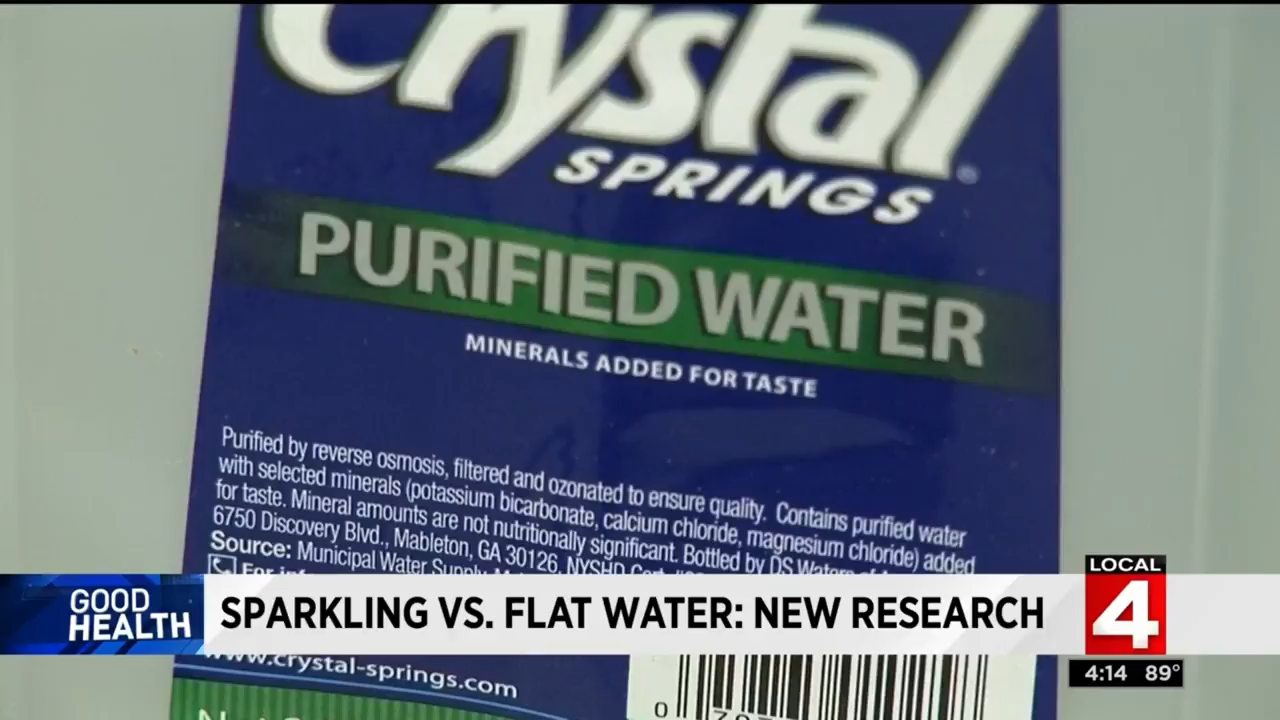 Crystal
SPRINGS
PURIFIED WATER
MINERALS ADDED FOR TASTE
Purified by reverse osmosis, filtered and ozonated to ensure quality. Contains purified water
with selected minerals (potassium bicarbonate, calcium chloride, magnesium chloride) added
for taste. Mineral amounts are not nutritionally significant. Bottled by DS Waters
6750 Discovery Blvd., Mableton, GA 30126. NYSHD Cert.
Source: Municipal Water Supply
For
GOOD
HEALTH
SPARKLING VS. FLAT WATER: NEW RESEARCH
LOCAL
4
4:14 89°
www.crystal-springs.com
0